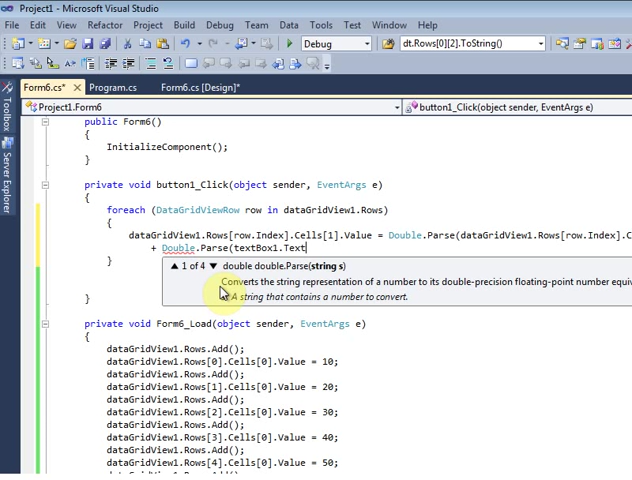 Project1 - Microsoft Visual Studio
File Edit View Refactor Project Build Debug Team Data Tools Test Window Help
Debug dt.Rows[0][2].ToString()
Form6.cs* Program.cs Form6.cs [Design]*
Project1.Form6 button1_Click(object sender, EventArgs e)
Toolbox
Server Explorer
public Form6()
{
InitializeComponent();
}
private void button1_Click(object sender, EventArgs e)
{
foreach (DataGridViewRow row in dataGridView1.Rows)
{
dataGridView1.Rows[row.Index].Cells[1].Value = Double.Parse(dataGridView1.Rows[row.Index].C
+ Double.Parse(textBox1.Text
}
1 of 4 double double.Parse(string s)
Converts the string representation of a number to its double-precision floating-point number equiv
A string that contains a number to convert.
}
private void Form6_Load(object sender, EventArgs e)
{
dataGridView1.Rows.Add();
dataGridView1.Rows[0].Cells[0].Value = 10;
dataGridView1.Rows.Add();
dataGridView1.Rows[1].Cells[0].Value = 20;
dataGridView1.Rows.Add();
dataGridView1.Rows[2].Cells[0].Value = 30;
dataGridView1.Rows.Add();
dataGridView1.Rows[3].Cells[0].Value = 40;
dataGridView1.Rows.Add();
dataGridView1.Rows[4].Cells[0].Value = 50;
dataGridView1.Rows.Add();